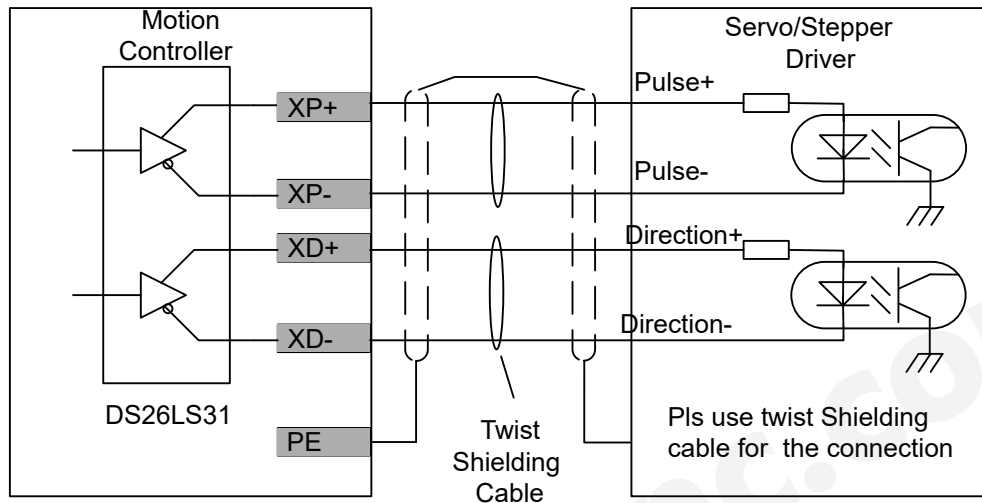 Motion
Controller
Servo/Stepper
Driver
XP+
Pulse+
XP-
Pulse-
XD+
Direction+
XD-
Direction-
DS26LS31
PE
Twist
Shielding
Cable
Pls use twist Shielding
cable for the connection